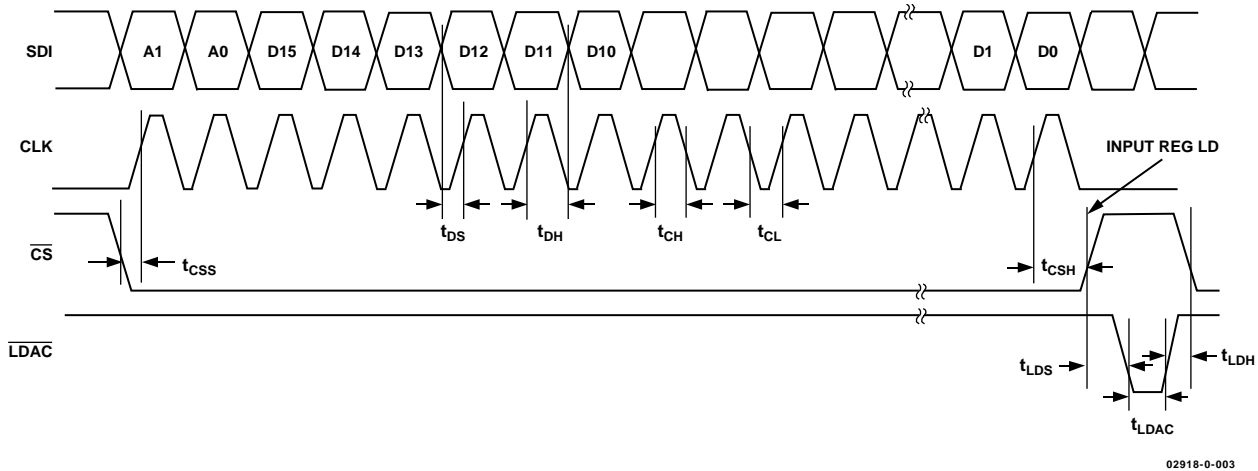 SDI A1 A0 D15 D14 D13 D12 D11 D10 D1 D0
CLK
INPUT REG LD
tDS tDH tCH tCL
CS
tCSS
tCSH
LDAC
tLDS
tLDH
tLDAC
02918-0-003